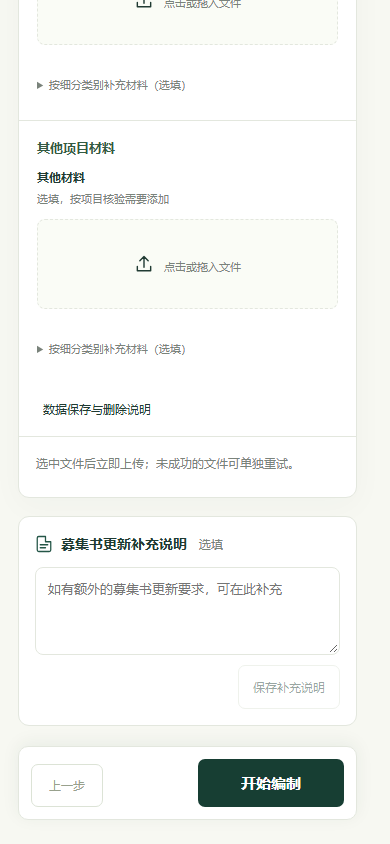 点击或拖入文件
按细分类别补充材料（选填）
其他项目材料
其他材料
选填，按项目核验需要添加
点击或拖入文件
按细分类别补充材料（选填）
数据保存与删除说明
选中文件后立即上传；未成功的文件可单独重试。
募集书更新补充说明 选填
如有额外的募集书更新要求，可在此补充
保存补充说明
上一步
开始编制